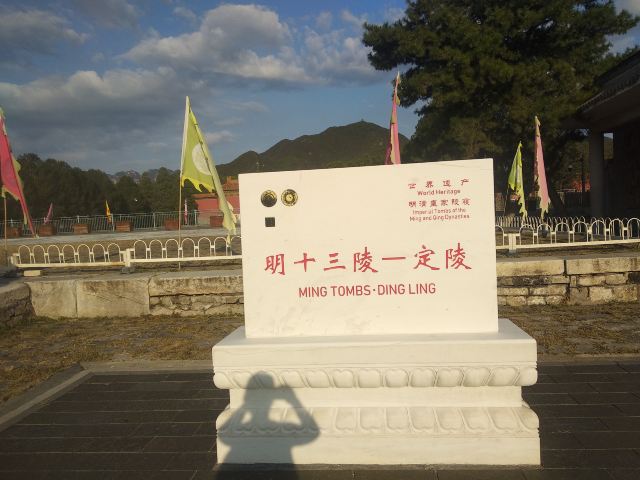 世界遗产
World Heritage
明清皇家陵寝
Imperial Tombs of the
Ming and Qing Dynasties
明十三陵—定陵
MING TOMBS·DING LING